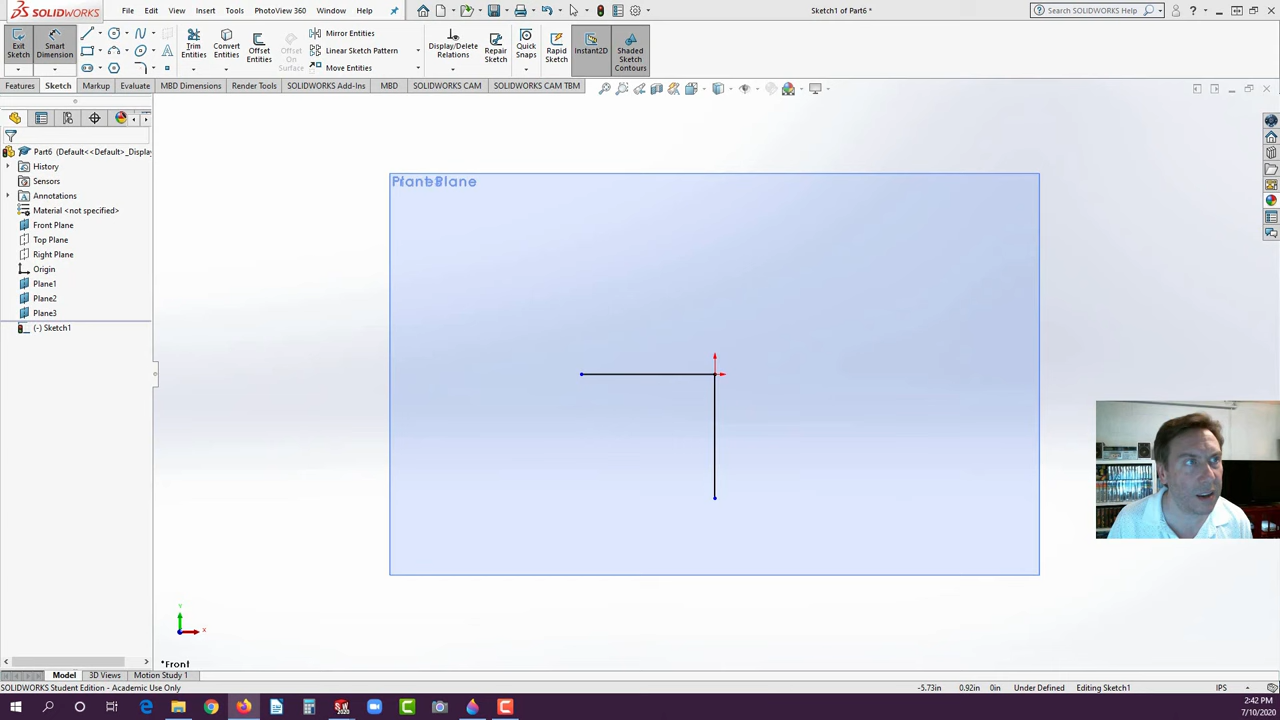 SOLIDWORKS
File Edit View Insert Tools PhotoView 360 Window Help
Sketch1 of Part6 *
Search SOLIDWORKS Help
Exit Sketch
Smart Dimension
Trim Entities
Convert Entities
Offset Entities
Offset On Surface
Mirror Entities
Linear Sketch Pattern
Move Entities
Display/Delete Relations
Repair Sketch
Quick Snaps
Rapid Sketch
Instant2D
Shaded Sketch Contours
Features Sketch Markup Evaluate MBD Dimensions Render Tools SOLIDWORKS Add-Ins MBD SOLIDWORKS CAM SOLIDWORKS CAM TBM
Part6 (Default<<Default>_Displa
History
Sensors
Annotations
Material <not specified>
Front Plane
Top Plane
Right Plane
Origin
Plane1
Plane2
Plane3
(-) Sketch1
Y
X
*Front
Model 3D Views Motion Study 1
SOLIDWORKS Student Edition - Academic Use Only
-5.73in 0.92in 0in Under Defined Editing Sketch1 IPS
2:42 PM
7/10/2020